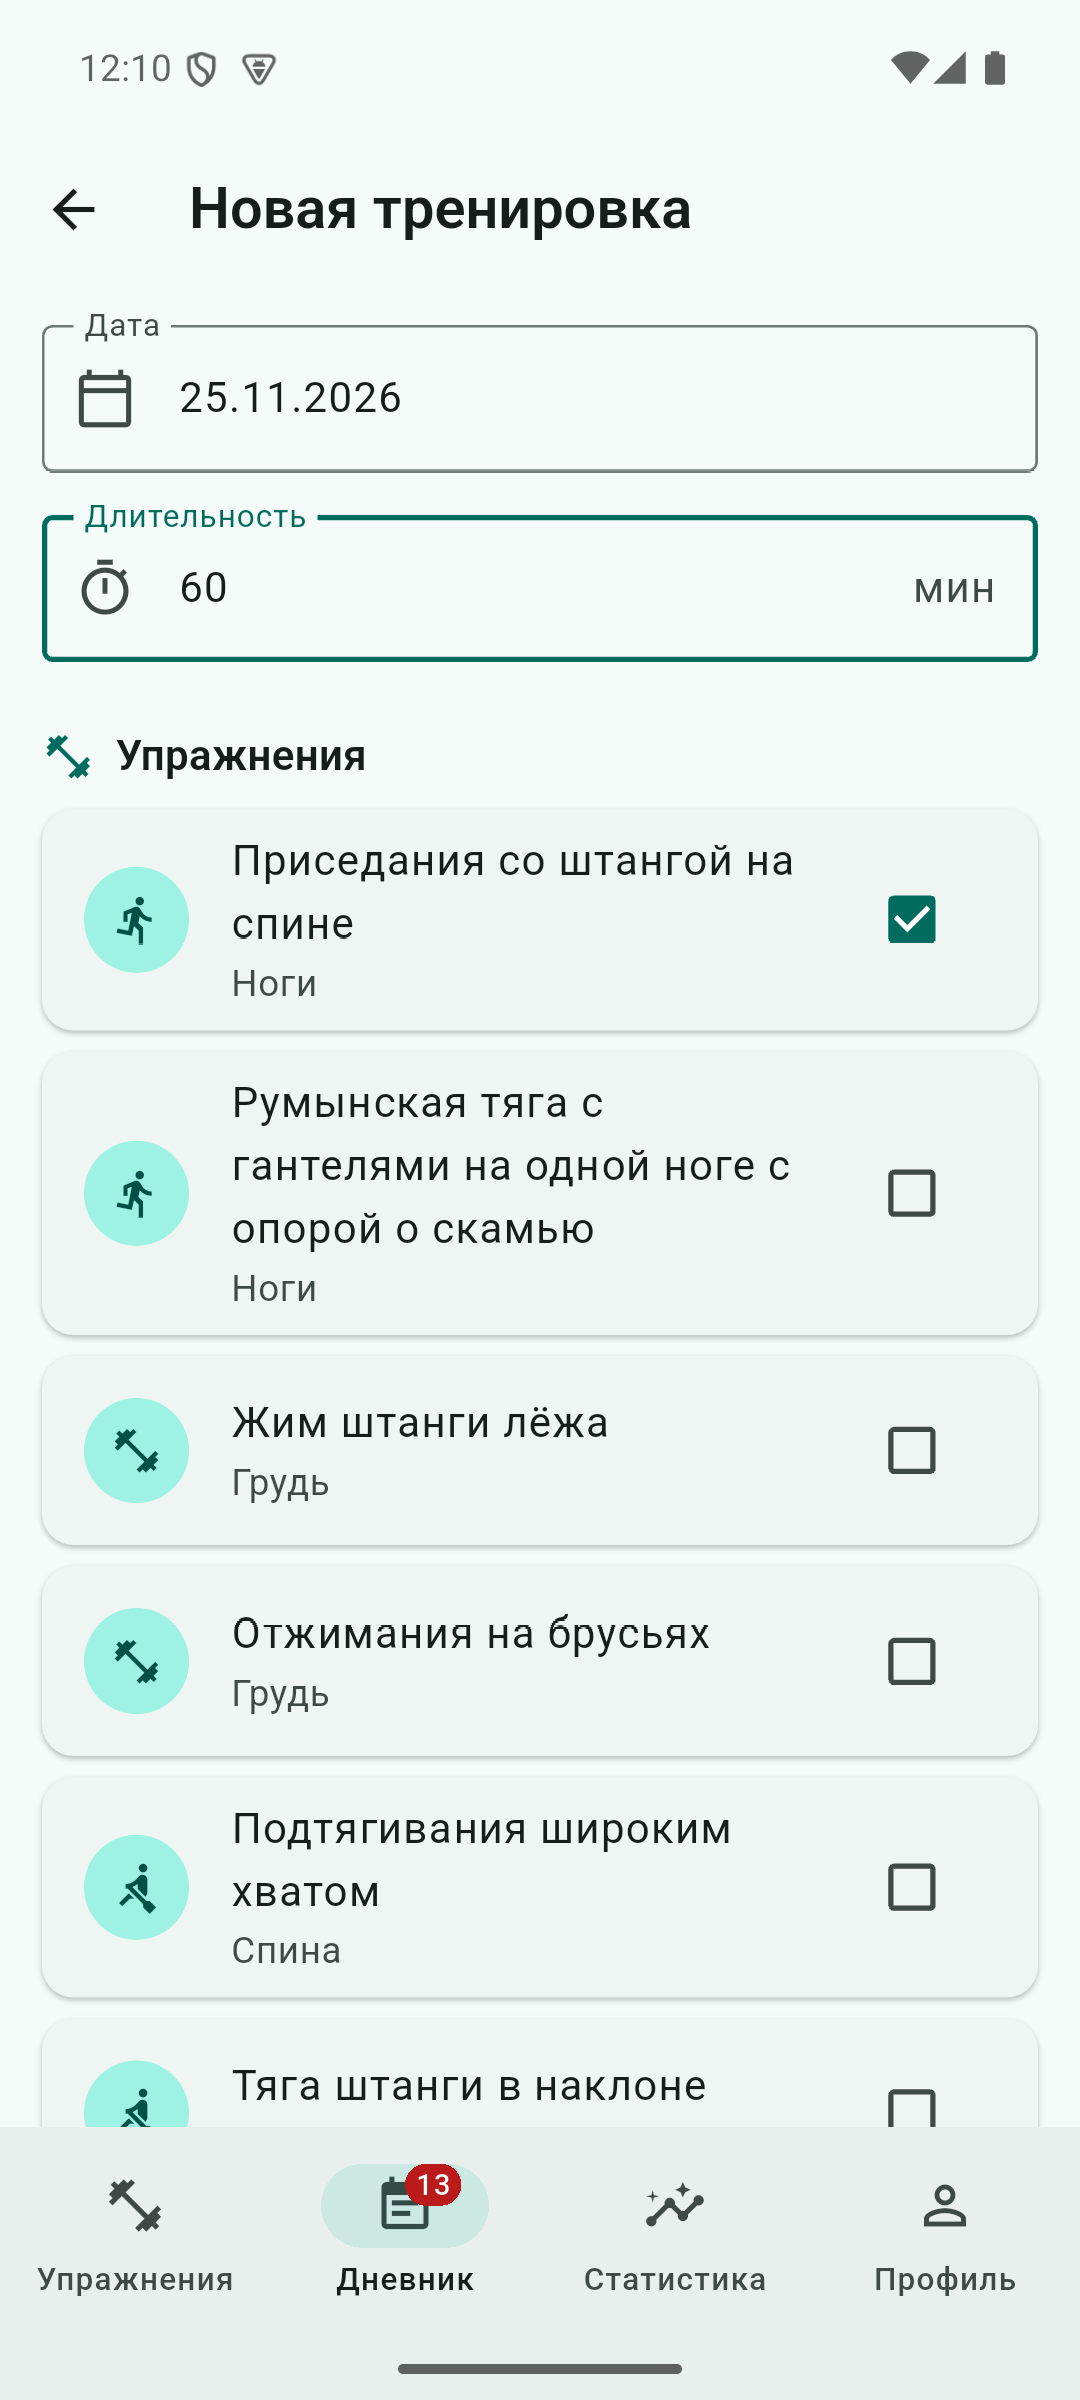 12:10
Новая тренировка
Дата
25.11.2026
Длительность
60 мин
Упражнения
Приседания со штангой на
спине
Ноги
Румынская тяга с
гантелями на одной ноге с
опорой о скамью
Ноги
Жим штанги лёжа
Грудь
Отжимания на брусьях
Грудь
Подтягивания широким
хватом
Спина
Тяга штанги в наклоне
13
Упражнения Дневник Статистика Профиль